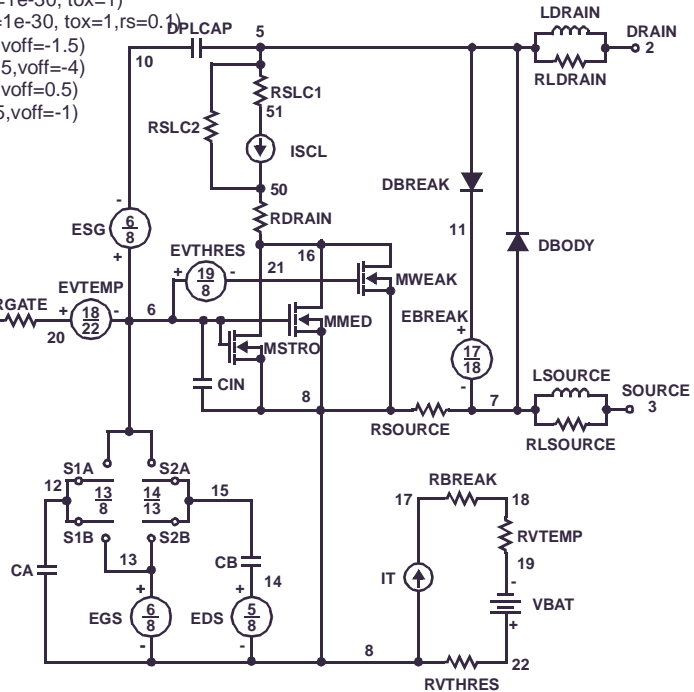 =1e-30, tox=1)
=1e-30, tox=1,rs=0.1)
voff=-1.5)
5,voff=-4)
voff=0.5)
5,voff=-1)
DPLCAP
5
10
LDRAIN
DRAIN
2
RLDRAIN
RSLC1
51
RSLC2
ISCL
50
RDRAIN
DBREAK
11
DBODY
ESG
-
6
8
+
EVTHRES
+
19
8
-
21
16
MWEAK
EVTEMP
RGATE
+
18
22
-
20
6
MMED
MSTRO
EBREAK
+
17
18
-
CIN
8
RSOURCE
7
LSOURCE
SOURCE
3
RLSOURCE
S1A
S2A
12
13
8
14
13
15
S1B
S2B
13
CA
CB
14
EGS
+
6
8
-
EDS
+
5
8
-
8
RBREAK
17
18
RVTEMP
19
IT
-
VBAT
+
22
RVTHRES